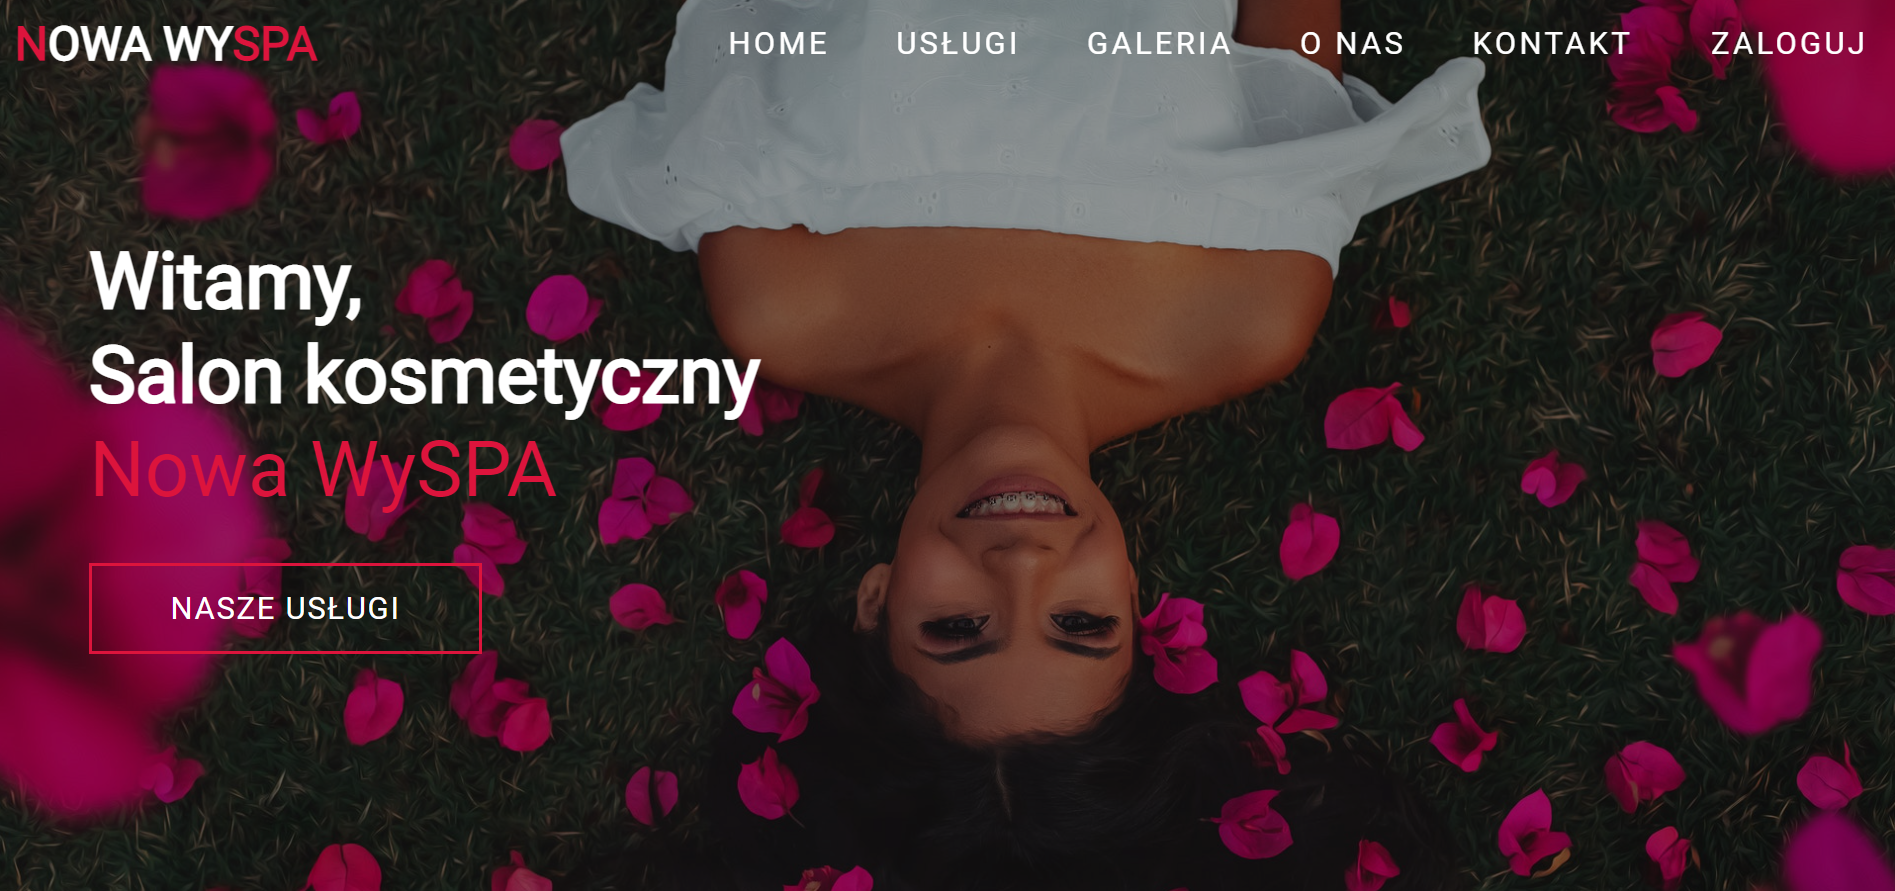 NOWA WYSPA
HOME USŁUGI GALERIA O NAS KONTAKT ZALOGUJ
Witamy,
Salon kosmetyczny
Nowa WySPA
NASZE USŁUGI